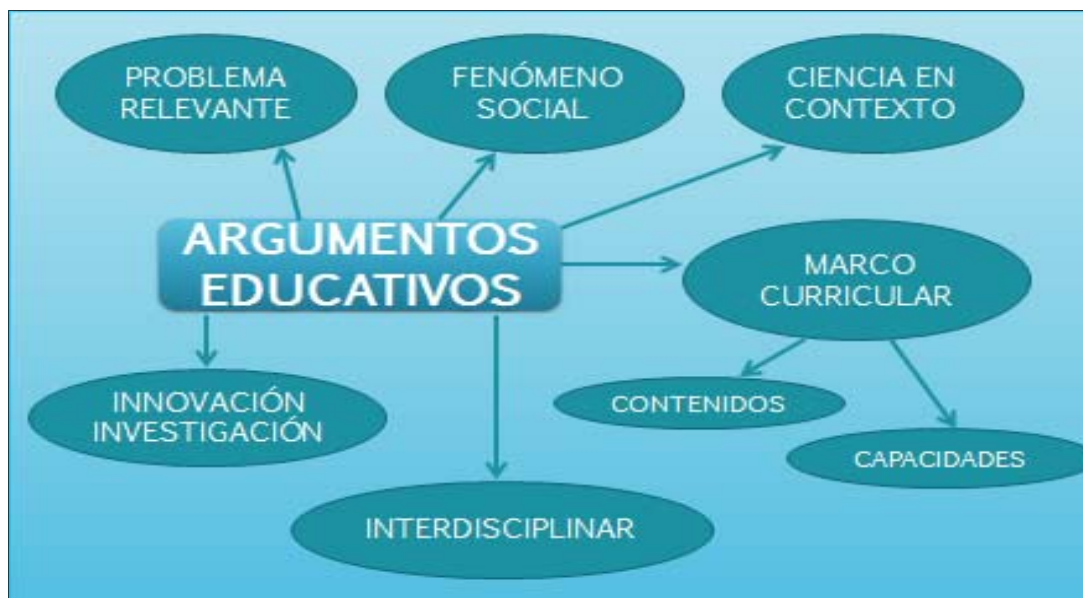 PROBLEMA
RELEVANTE
FENÓMENO
SOCIAL
CIENCIA EN
CONTEXTO
ARGUMENTOS
EDUCATIVOS
MARCO
CURRICULAR
INNOVACIÓN
INVESTIGACIÓN
CONTENIDOS
CAPACIDADES
INTERDISCIPLINAR